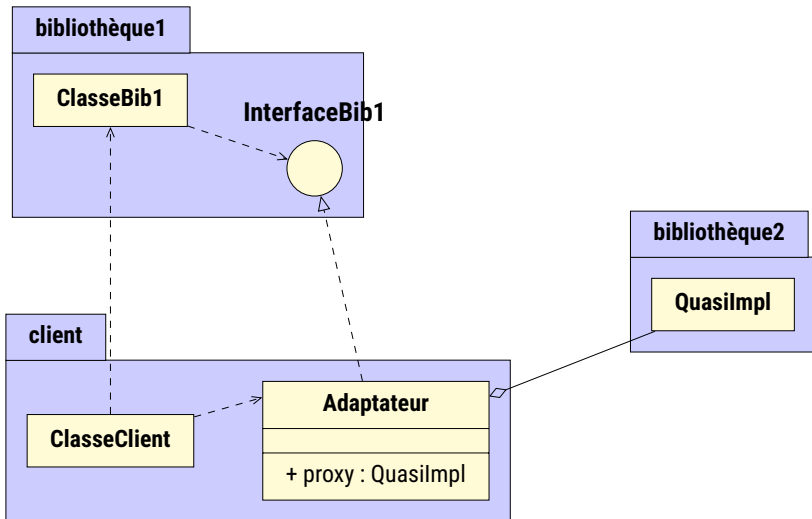 bibliothèque1
ClasseBib1
InterfaceBib1
bibliothèque2
QuasiImpl
client
Adaptateur
ClasseClient
+ proxy : QuasiImpl